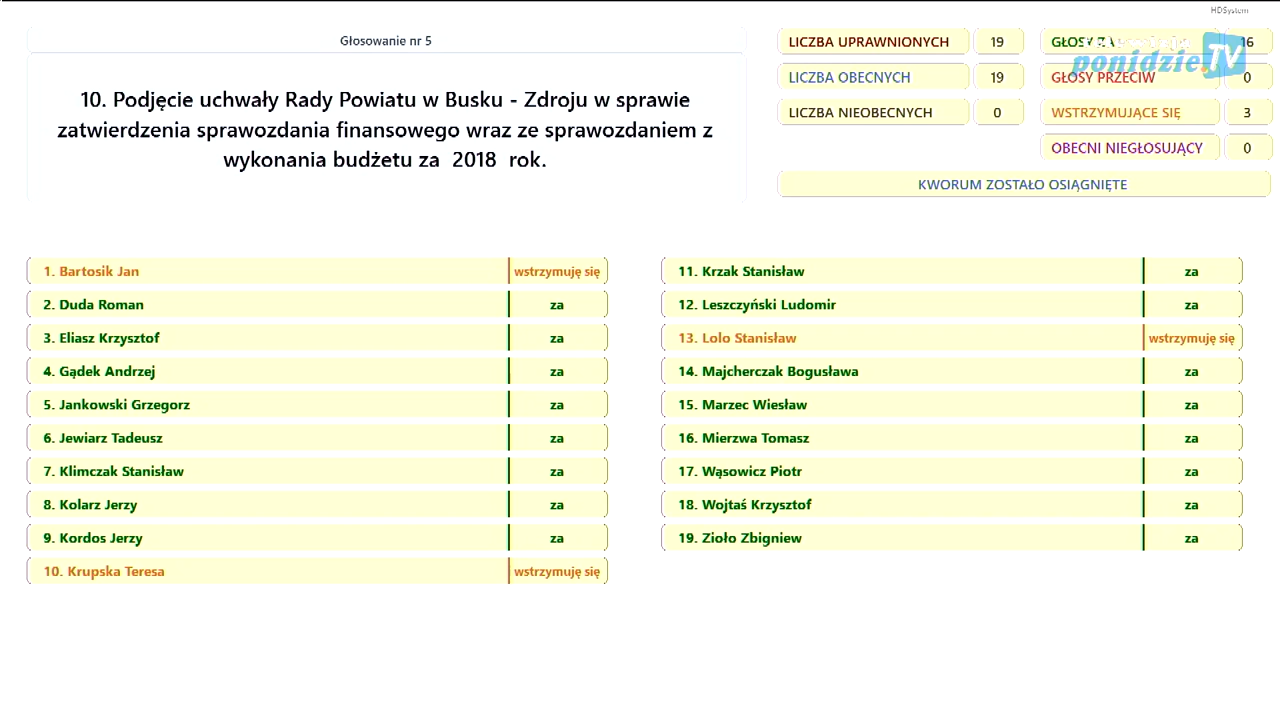 HDSystem
Głosowanie nr 5
10. Podjęcie uchwały Rady Powiatu w Busku - Zdroju w sprawie
zatwierdzenia sprawozdania finansowego wraz ze sprawozdaniem z
wykonania budżetu za 2018 rok.
LICZBA UPRAWNIONYCH 19
LICZBA OBECNYCH 19
LICZBA NIEOBECNYCH 0
GŁOSY ZA 16
ponidzie.TV
GŁOSY PRZECIW 0
WSTRZYMUJĄCE SIĘ 3
OBECNI NIEGŁOSUJĄCY 0
KWORUM ZOSTAŁO OSIĄGNIĘTE
1. Bartosik Jan wstrzymuję się
2. Duda Roman za
3. Eliasz Krzysztof za
4. Gądek Andrzej za
5. Jankowski Grzegorz za
6. Jewiarz Tadeusz za
7. Klimczak Stanisław za
8. Kolarz Jerzy za
9. Kordos Jerzy za
10. Krupska Teresa wstrzymuję się
11. Krzak Stanisław za
12. Leszczyński Ludomir za
13. Lolo Stanisław wstrzymuję się
14. Majcherczak Bogusława za
15. Marzec Wiesław za
16. Mierzwa Tomasz za
17. Wąsowicz Piotr za
18. Wojtaś Krzysztof za
19. Zioło Zbigniew za